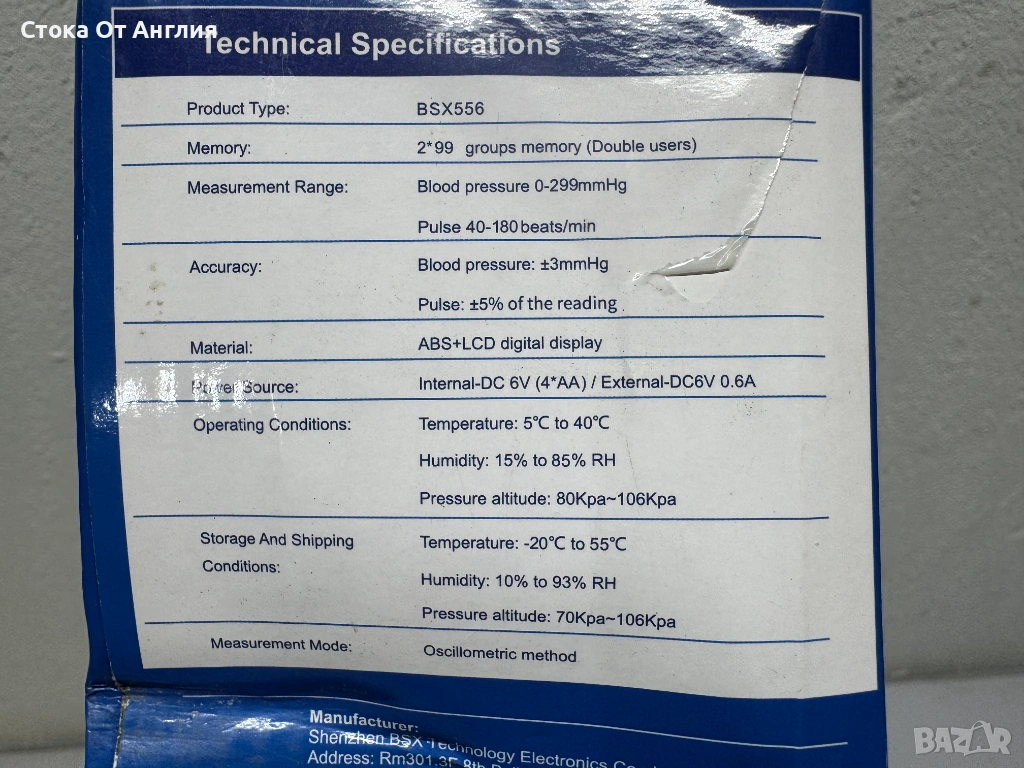 Стока От Англия
Technical Specifications
Product Type: BSX556
Memory: 2*99 groups memory (Double users)
Measurement Range: Blood pressure 0-299mmHg
Pulse 40-180beats/min
Accuracy: Blood pressure: ±3mmHg
Pulse: ±5% of the reading
Material: ABS+LCD digital display
Power Source: Internal-DC 6V (4*AA) / External-DC6V 0.6A
Operating Conditions: Temperature: 5℃ to 40℃
Humidity: 15% to 85% RH
Pressure altitude: 80Kpa~106Kpa
Storage And Shipping Temperature: -20℃ to 55℃
Conditions:
Humidity: 10% to 93% RH
Pressure altitude: 70Kpa~106Kpa
Measurement Mode: Oscillometric method
Manufacturer:
Shenzhen BSX Technology Electronics
Address: Rm301,3F
BAZAR